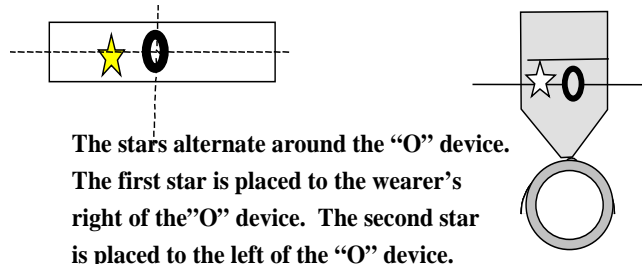 O
O
The stars alternate around the “O” device.
The first star is placed to the wearer’s
right of the”O” device.  The second star
is placed to the left of the “O” device.